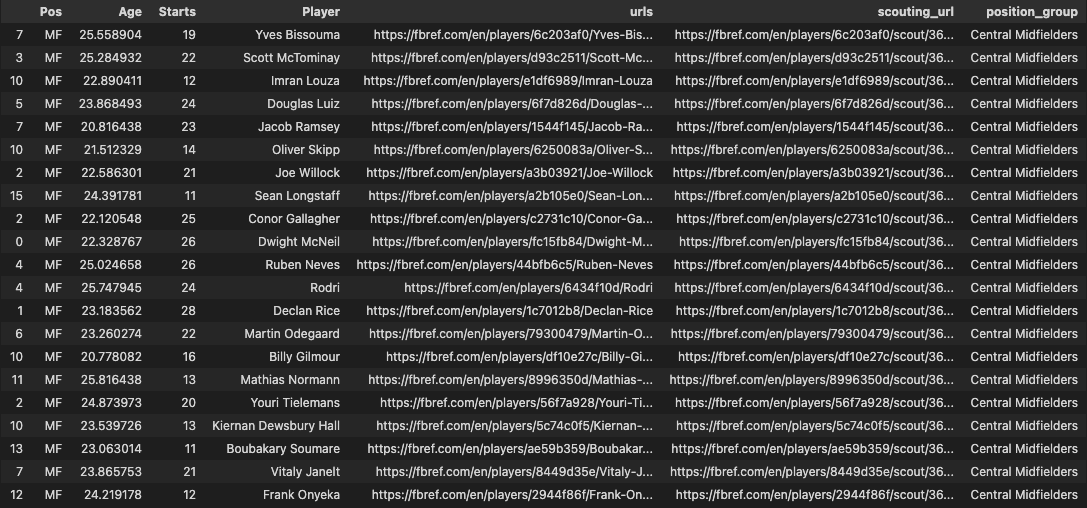 Pos Age Starts Player urls scouting_url position_group
7 MF 25.558904 19 Yves Bissouma https://fbref.com/en/players/6c203af0/Yves-Bis... https://fbref.com/en/players/6c203af0/scout/36... Central Midfielders
3 MF 25.284932 22 Scott McTominay https://fbref.com/en/players/d93c2511/Scott-Mc... https://fbref.com/en/players/d93c2511/scout/36... Central Midfielders
10 MF 22.890411 12 Imran Louza https://fbref.com/en/players/e1df6989/Imran-Louza https://fbref.com/en/players/e1df6989/scout/36... Central Midfielders
5 MF 23.868493 24 Douglas Luiz https://fbref.com/en/players/6f7d826d/Douglas-... https://fbref.com/en/players/6f7d826d/scout/36... Central Midfielders
7 MF 20.816438 23 Jacob Ramsey https://fbref.com/en/players/1544f145/Jacob-Ra... https://fbref.com/en/players/1544f145/scout/36... Central Midfielders
10 MF 21.512329 14 Oliver Skipp https://fbref.com/en/players/6250083a/Oliver-S... https://fbref.com/en/players/6250083a/scout/36... Central Midfielders
2 MF 22.586301 21 Joe Willock https://fbref.com/en/players/a3b03921/Joe-Willock https://fbref.com/en/players/a3b03921/scout/36... Central Midfielders
15 MF 24.391781 11 Sean Longstaff https://fbref.com/en/players/a2b105e0/Sean-Lon... https://fbref.com/en/players/a2b105e0/scout/36... Central Midfielders
2 MF 22.120548 25 Conor Gallagher https://fbref.com/en/players/c2731c10/Conor-Ga... https://fbref.com/en/players/c2731c10/scout/36... Central Midfielders
0 MF 22.328767 26 Dwight McNeil https://fbref.com/en/players/fc15fb84/Dwight-M... https://fbref.com/en/players/fc15fb84/scout/36... Central Midfielders
4 MF 25.024658 26 Ruben Neves https://fbref.com/en/players/44bfb6c5/Ruben-Neves https://fbref.com/en/players/44bfb6c5/scout/36... Central Midfielders
4 MF 25.747945 24 Rodri https://fbref.com/en/players/6434f10d/Rodri https://fbref.com/en/players/6434f10d/scout/36... Central Midfielders
1 MF 23.183562 28 Declan Rice https://fbref.com/en/players/1c7012b8/Declan-Rice https://fbref.com/en/players/1c7012b8/scout/36... Central Midfielders
6 MF 23.260274 22 Martin Odegaard https://fbref.com/en/players/79300479/Martin-O... https://fbref.com/en/players/79300479/scout/36... Central Midfielders
10 MF 20.778082 16 Billy Gilmour https://fbref.com/en/players/df10e27c/Billy-Gi... https://fbref.com/en/players/df10e27c/scout/36... Central Midfielders
11 MF 25.816438 13 Mathias Normann https://fbref.com/en/players/8996350d/Mathias-... https://fbref.com/en/players/8996350d/scout/36... Central Midfielders
2 MF 24.873973 20 Youri Tielemans https://fbref.com/en/players/56f7a928/Youri-Ti... https://fbref.com/en/players/56f7a928/scout/36... Central Midfielders
10 MF 23.539726 13 Kiernan Dewsbury Hall https://fbref.com/en/players/5c74c0f5/Kiernan-... https://fbref.com/en/players/5c74c0f5/scout/36... Central Midfielders
13 MF 23.063014 11 Boubakary Soumare https://fbref.com/en/players/ae59b359/Boubakar... https://fbref.com/en/players/ae59b359/scout/36... Central Midfielders
7 MF 23.865753 21 Vitaly Janelt https://fbref.com/en/players/8449d35e/Vitaly-J... https://fbref.com/en/players/8449d35e/scout/36... Central Midfielders
12 MF 24.219178 12 Frank Onyeka https://fbref.com/en/players/2944f86f/Frank-On... https://fbref.com/en/players/2944f86f/scout/36... Central Midfielders